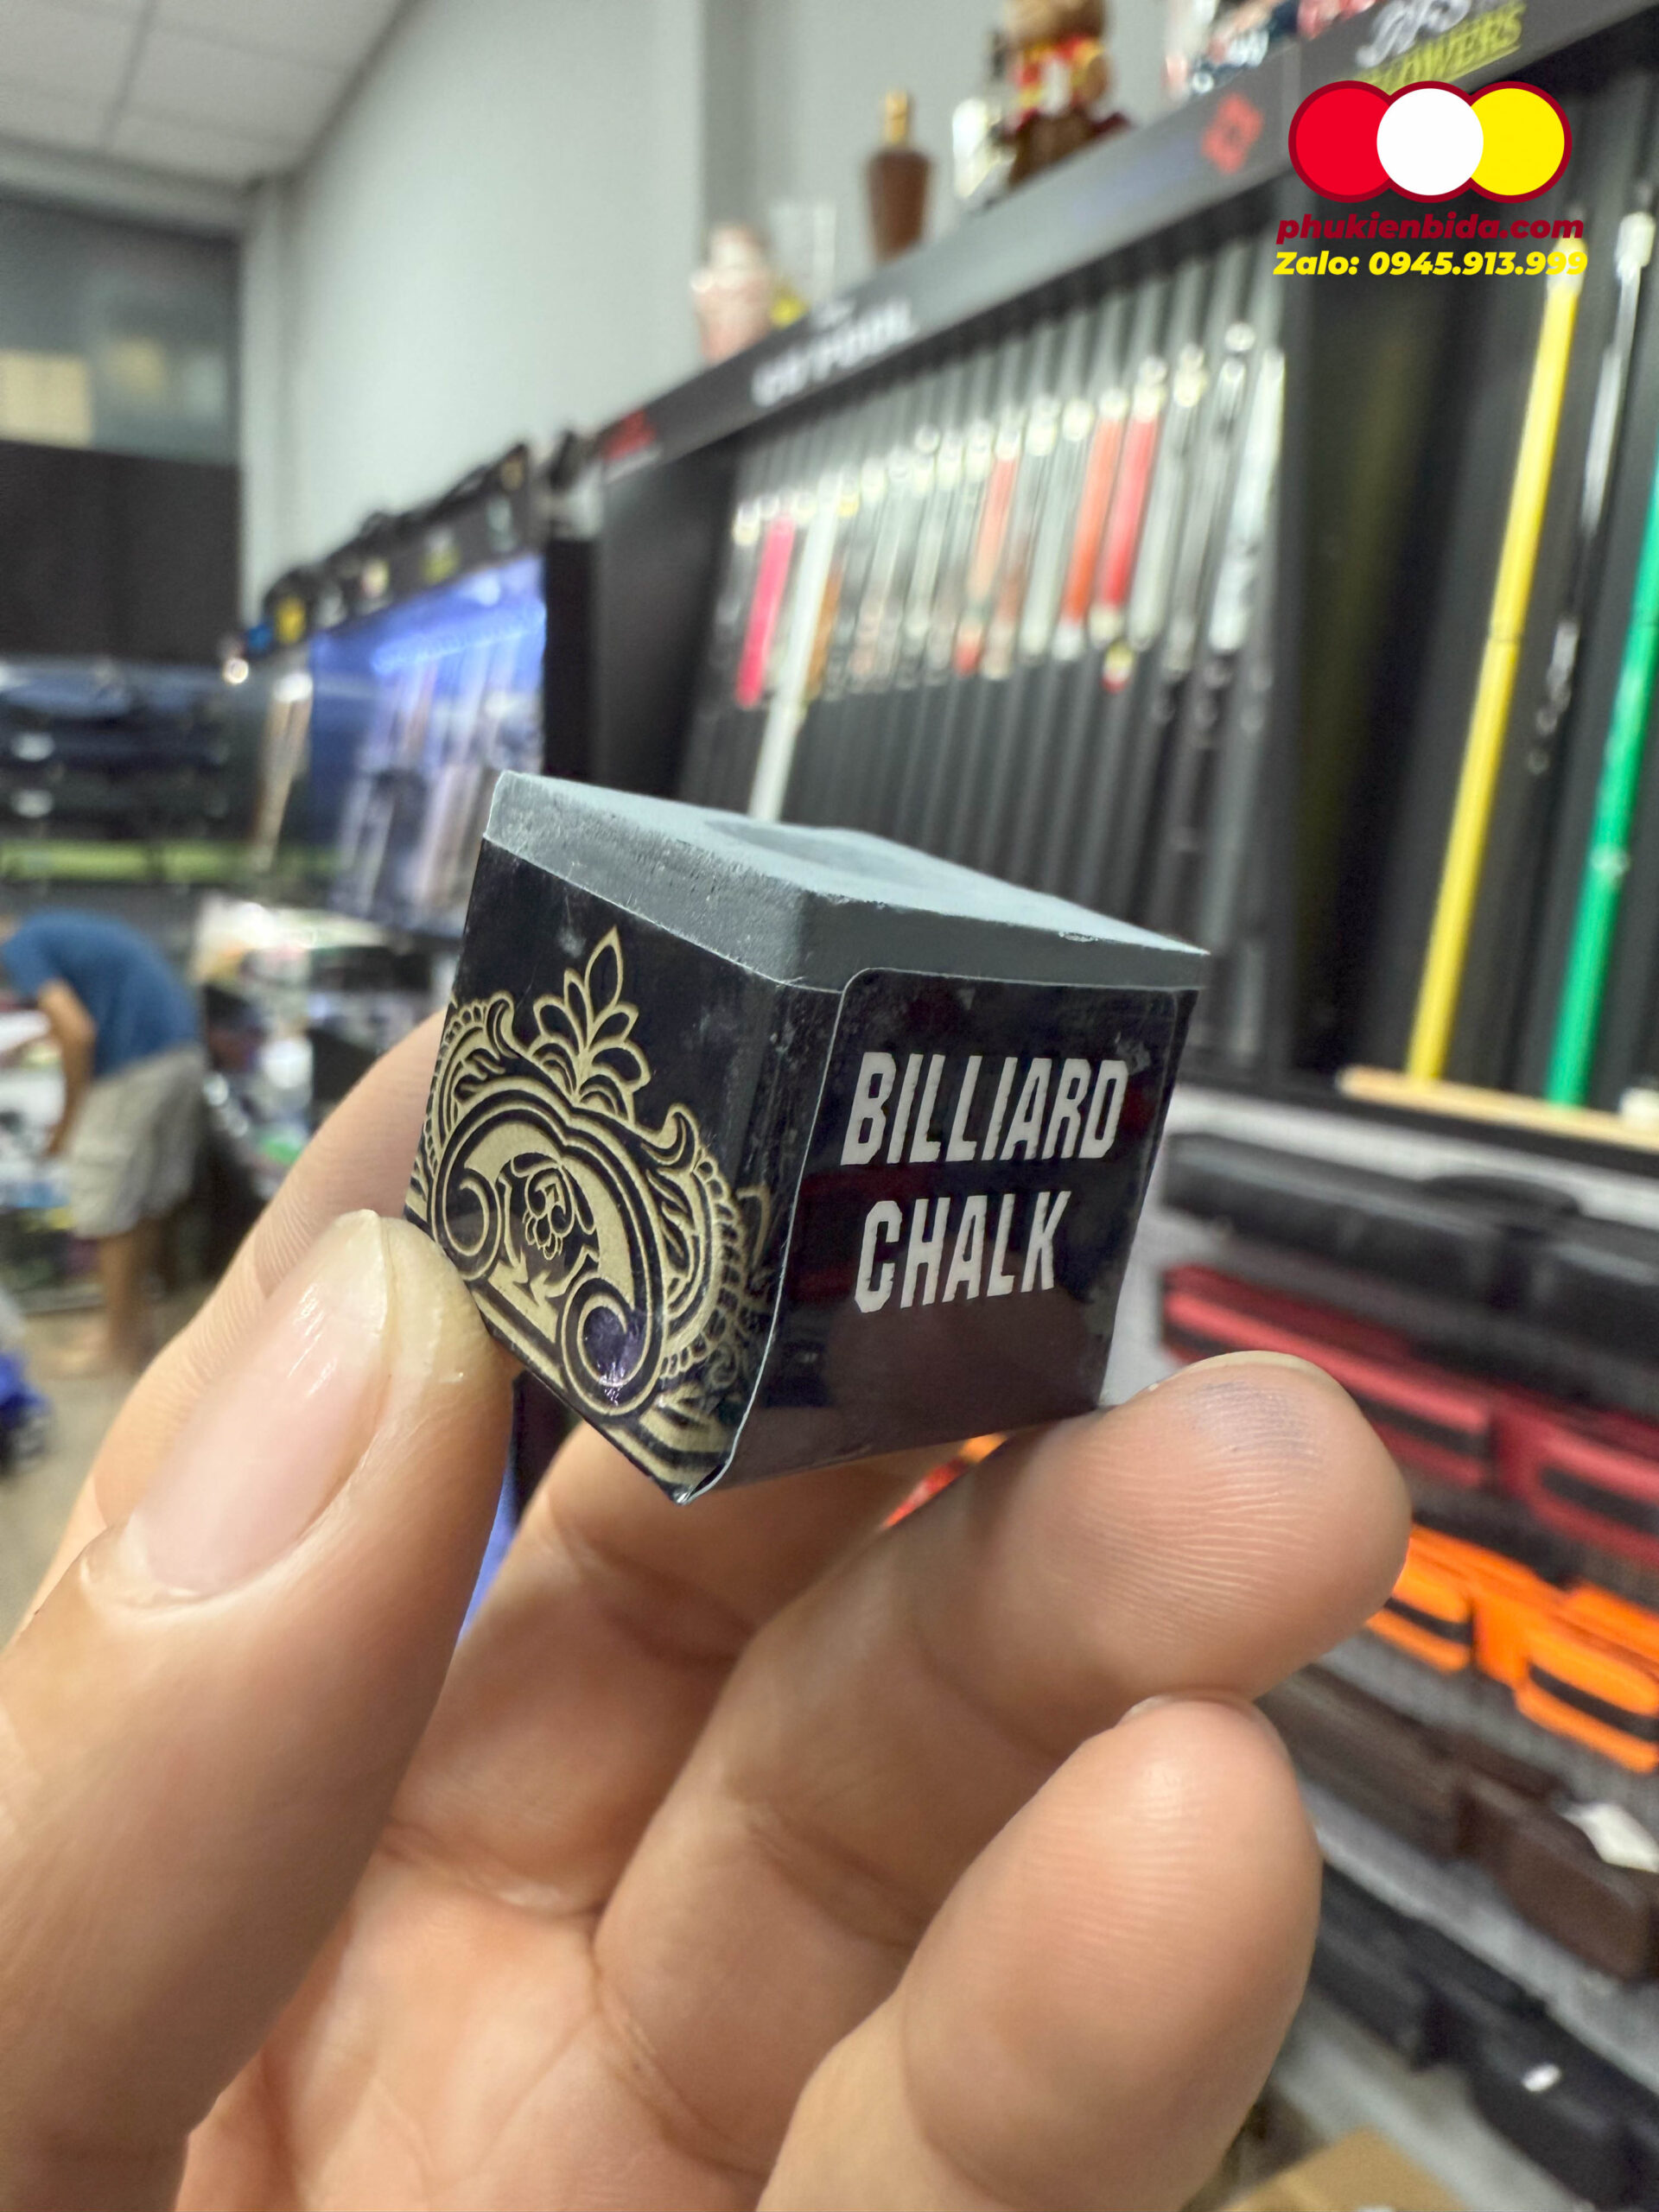 phukienbida.com
Zalo: 0945.913.999
BILLIARD
CHALK